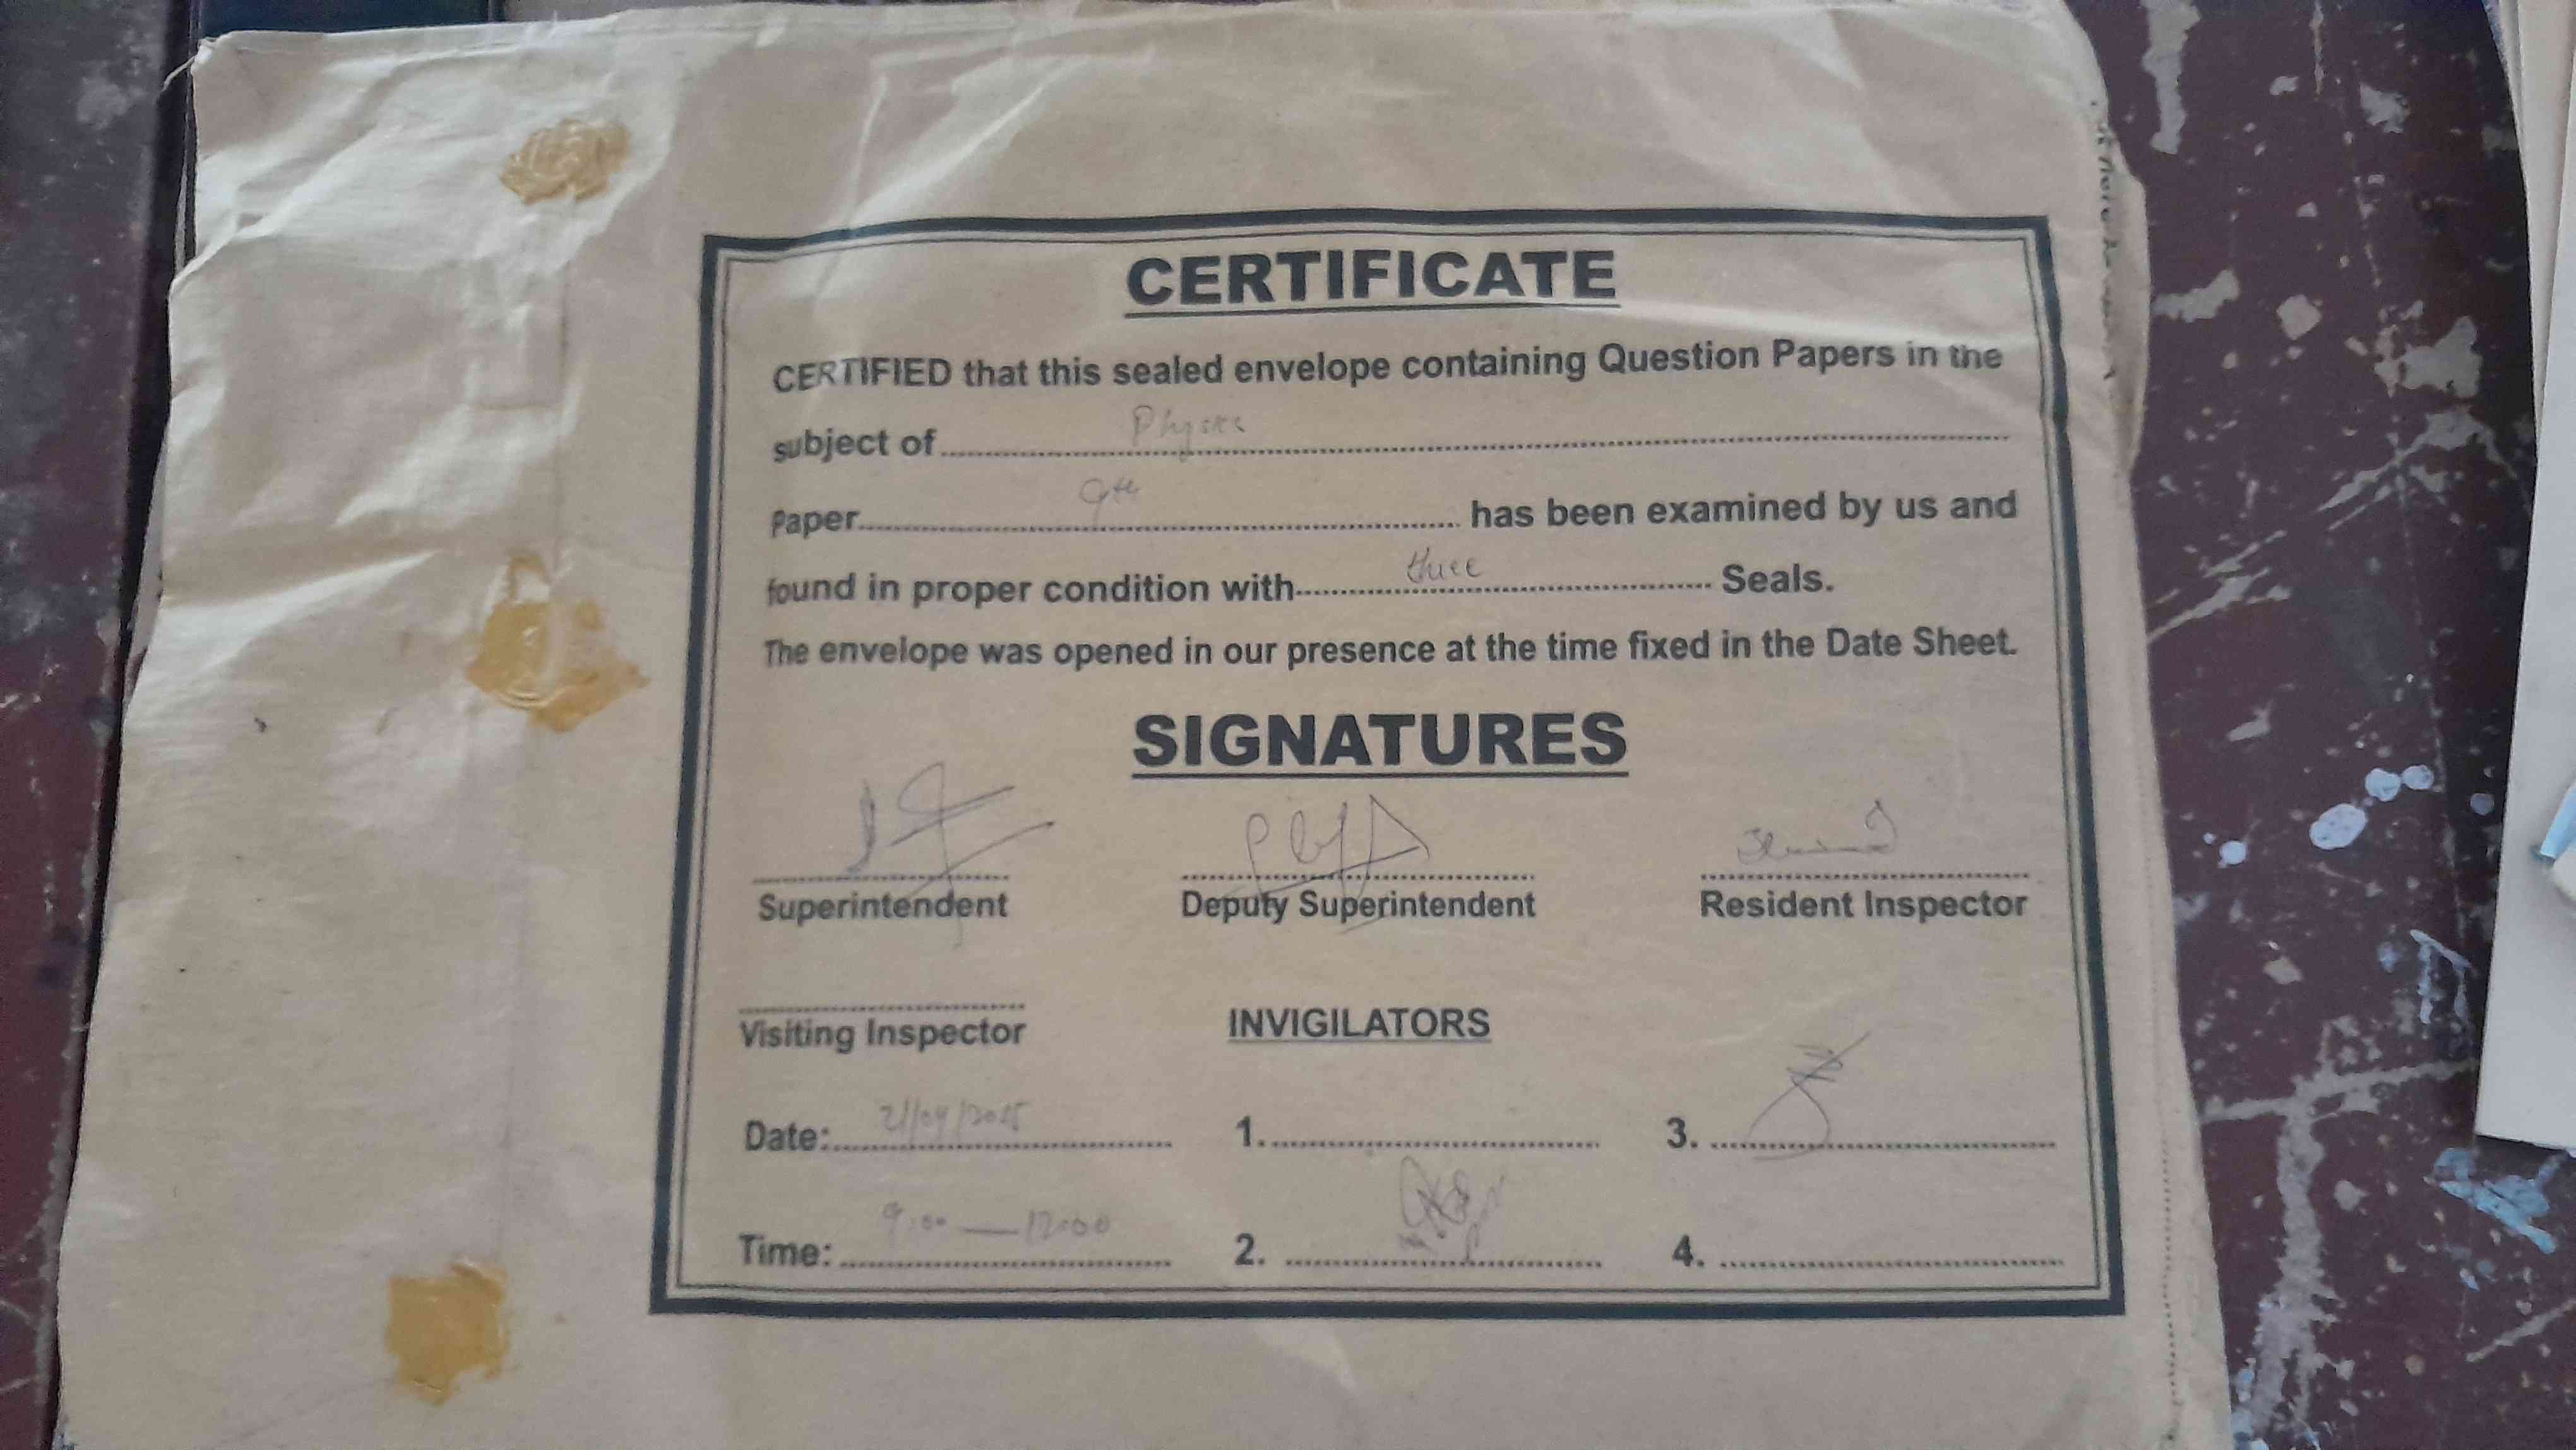 CERTIFICATE
CERTIFIED that this sealed envelope containing Question Papers in the
subject of Physics
Paper 9th has been examined by us and
found in proper condition with three Seals.
The envelope was opened in our presence at the time fixed in the Date Sheet.
SIGNATURES
Superintendent Deputy Superintendent Resident Inspector
Visiting Inspector INVIGILATORS
Date: 1. 3.
Time: 9:00 — 12:00 2. 4.